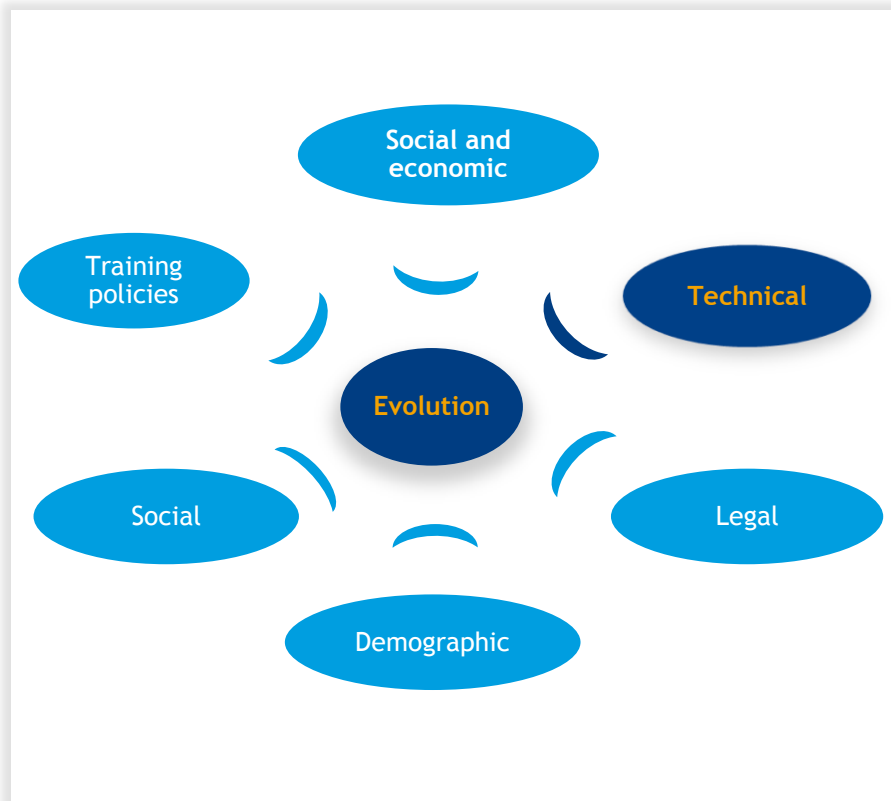 Social and
economic
Training
policies
Technical
Evolution
Social
Legal
Demographic